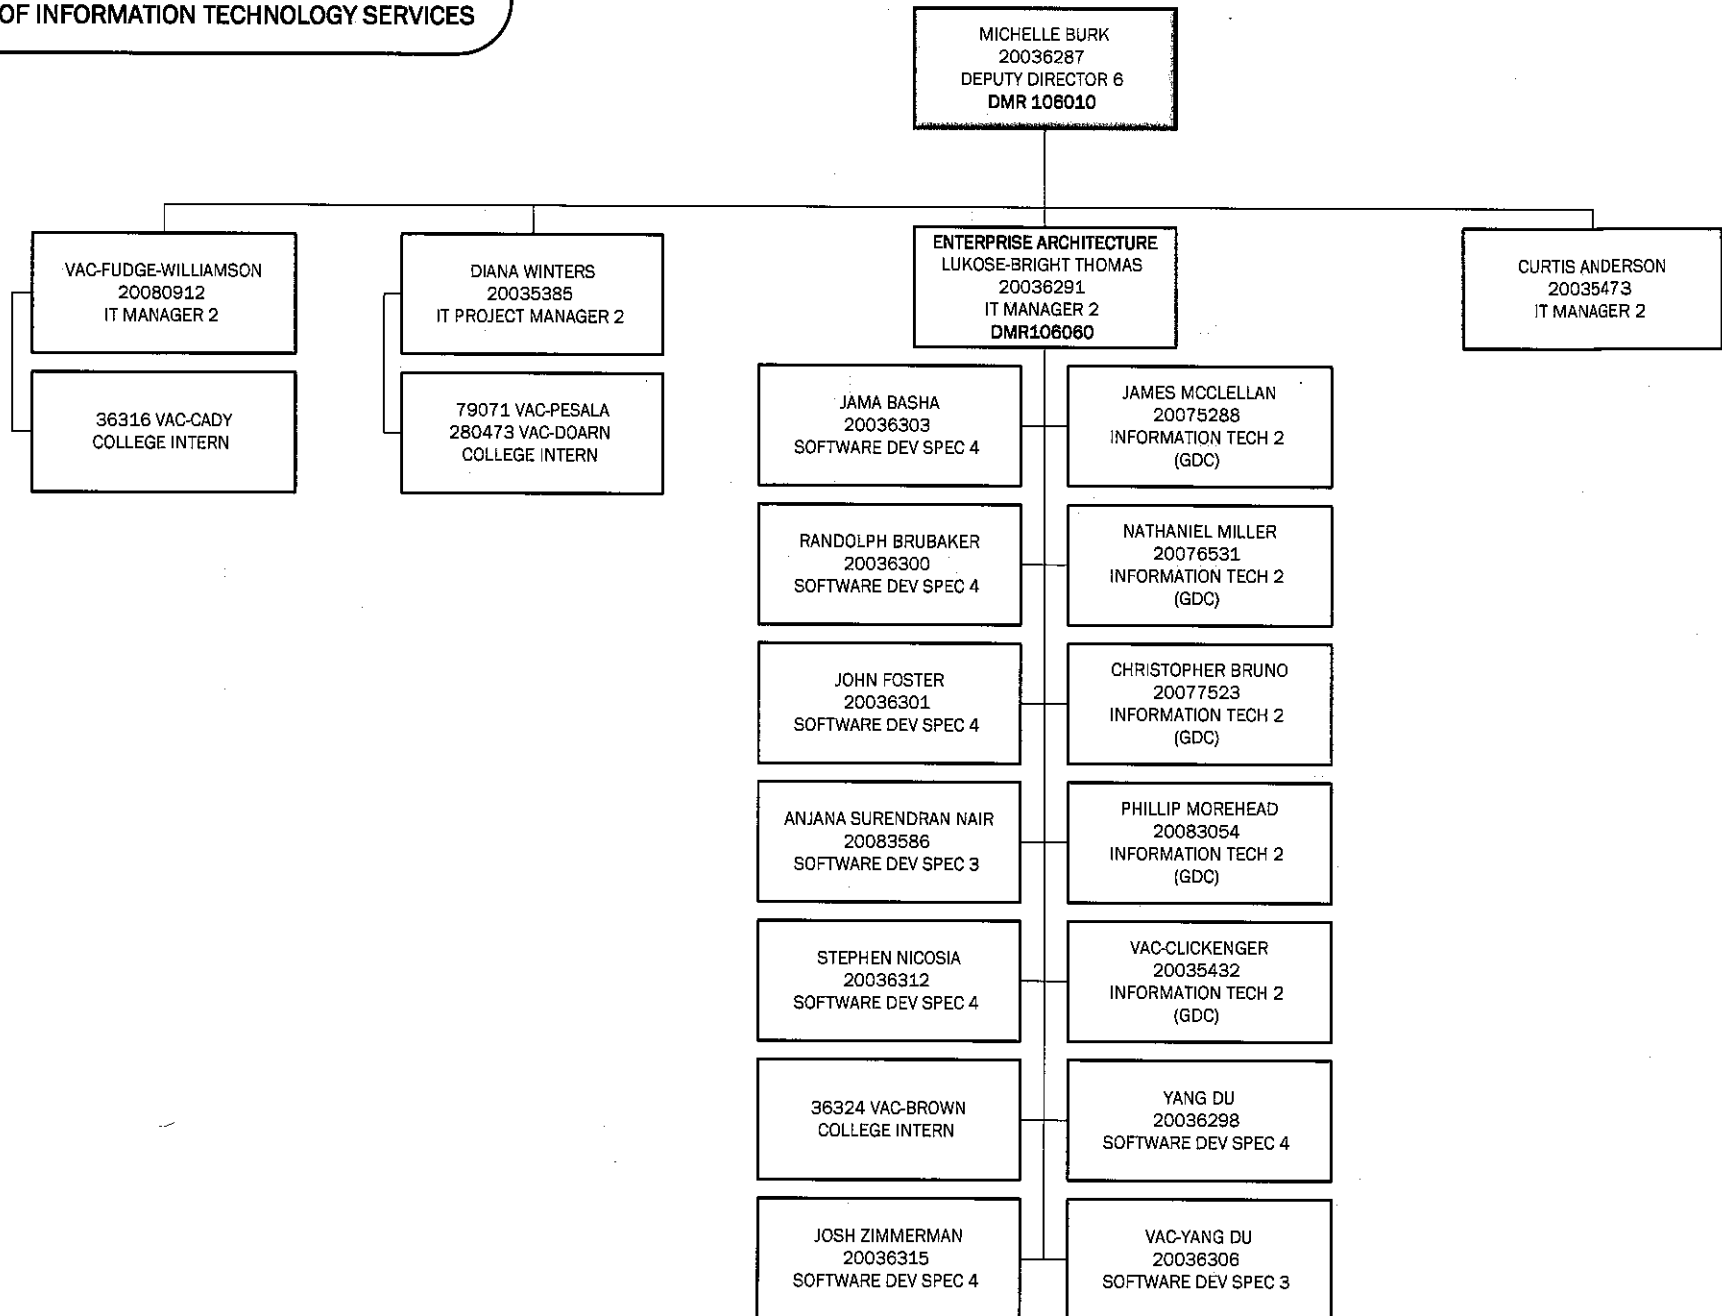 OF INFORMATION TECHNOLOGY SERVICES
MICHELLE BURK
20036287
DEPUTY DIRECTOR 6
DMR 106010
VAC-FUDGE-WILLIAMSON
20080912
IT MANAGER 2
DIANA WINTERS
20035385
IT PROJECT MANAGER 2
ENTERPRISE ARCHITECTURE
LUKOSE-BRIGHT THOMAS
20036291
IT MANAGER 2
DMR106060
CURTIS ANDERSON
20035473
IT MANAGER 2
36316 VAC-CADY
COLLEGE INTERN
79071 VAC-PESALA
280473 VAC-DOARN
COLLEGE INTERN
JAMA BASHA
20036303
SOFTWARE DEV SPEC 4
JAMES MCCLELLAN
20075288
INFORMATION TECH 2
(GDC)
RANDOLPH BRUBAKER
20036300
SOFTWARE DEV SPEC 4
NATHANIEL MILLER
20076531
INFORMATION TECH 2
(GDC)
JOHN FOSTER
20036301
SOFTWARE DEV SPEC 4
CHRISTOPHER BRUNO
20077523
INFORMATION TECH 2
(GDC)
ANJANA SURENDRAN NAIR
20083586
SOFTWARE DEV SPEC 3
PHILLIP MOREHEAD
20083054
INFORMATION TECH 2
(GDC)
STEPHEN NICOSIA
20036312
SOFTWARE DEV SPEC 4
VAC-CLICKENGER
20035432
INFORMATION TECH 2
(GDC)
36324 VAC-BROWN
COLLEGE INTERN
YANG DU
20036298
SOFTWARE DEV SPEC 4
JOSH ZIMMERMAN
20036315
SOFTWARE DEV SPEC 4
VAC-YANG DU
20036306
SOFTWARE DEV SPEC 3